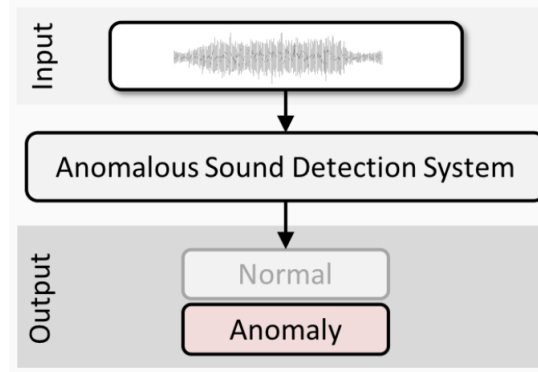 Input
Anomalous Sound Detection System
Output
Normal
Anomaly